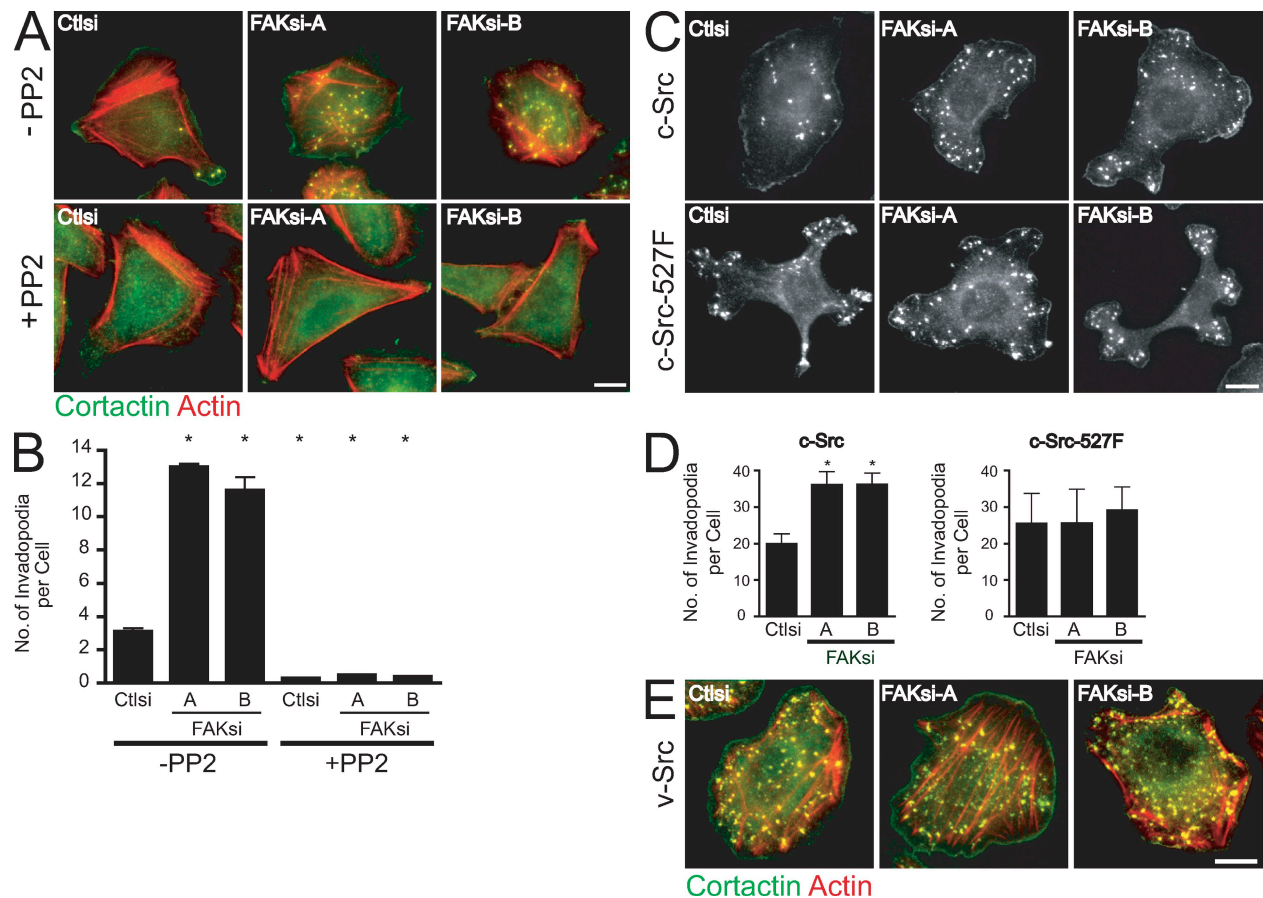 A
Ctlsi FAKsi-A FAKsi-B
- PP2
Ctlsi FAKsi-A FAKsi-B
+PP2
Cortactin Actin
B
No. of Invadopodia
per Cell
14
12
10
8
6
4
2
0
* * * * *
Ctlsi A B Ctlsi A B
FAKsi FAKsi
-PP2 +PP2
C
Ctlsi FAKsi-A FAKsi-B
c-Src
Ctlsi FAKsi-A FAKsi-B
c-Src-527F
D
c-Src
No. of Invadopodia
per Cell
40
30
20
10
0
* *
Ctlsi A B
FAKsi
c-Src-527F
No. of Invadopodia
per Cell
40
30
20
10
0
Ctlsi A B
FAKsi
E
Ctlsi FAKsi-A FAKsi-B
v-Src
Cortactin Actin